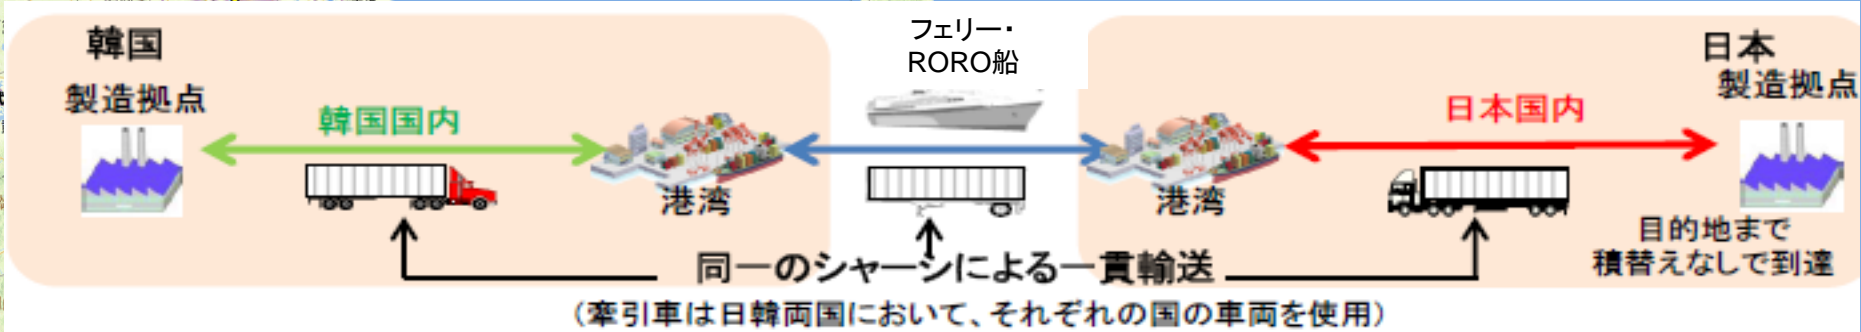 韓国
製造拠点
韓国国内
港湾
フェリー・
RORO船
港湾
日本国内
日本
製造拠点
目的地まで
積替えなしで到達
同一のシャーシによる一貫輸送
（牽引車は日韓両国において、それぞれの国の車両を使用）